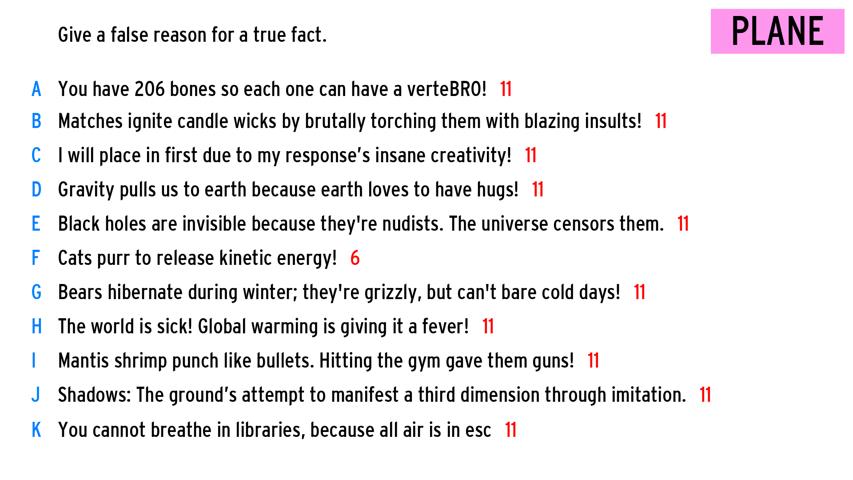 Give a false reason for a true fact.
PLANE
A You have 206 bones so each one can have a verteBRO! 11
B Matches ignite candle wicks by brutally torching them with blazing insults! 11
C I will place in first due to my response's insane creativity! 11
D Gravity pulls us to earth because earth loves to have hugs! 11
E Black holes are invisible because they're nudists. The universe censors them. 11
F Cats purr to release kinetic energy! 6
G Bears hibernate during winter; they're grizzly, but can't bare cold days! 11
H The world is sick! Global warming is giving it a fever! 11
I Mantis shrimp punch like bullets. Hitting the gym gave them guns! 11
J Shadows: The ground's attempt to manifest a third dimension through imitation. 11
K You cannot breathe in libraries, because all air is in esc 11